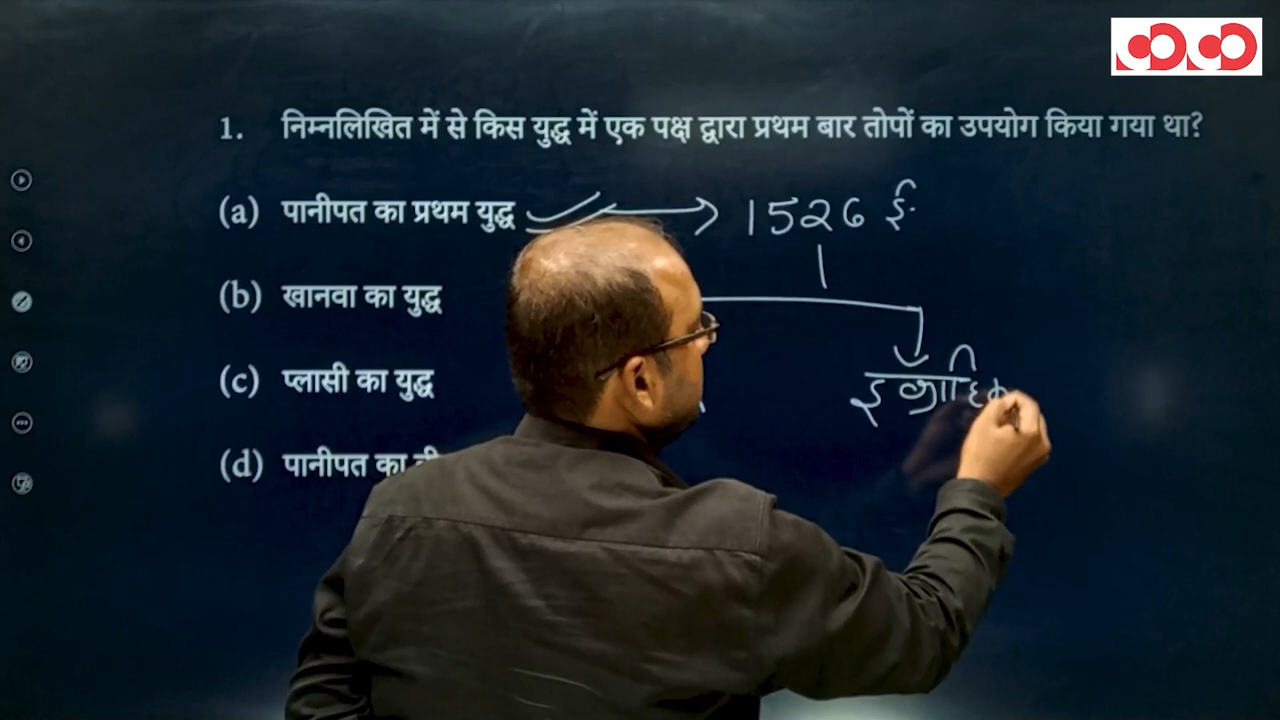 1. निम्नलिखित में से किस युद्ध में एक पक्ष द्वारा प्रथम बार तोपों का उपयोग किया गया था?
(a) पानीपत का प्रथम युद्ध → 1526 ई.
(b) खानवा का युद्ध
(c) प्लासी का युद्ध
(d) पानीपत का